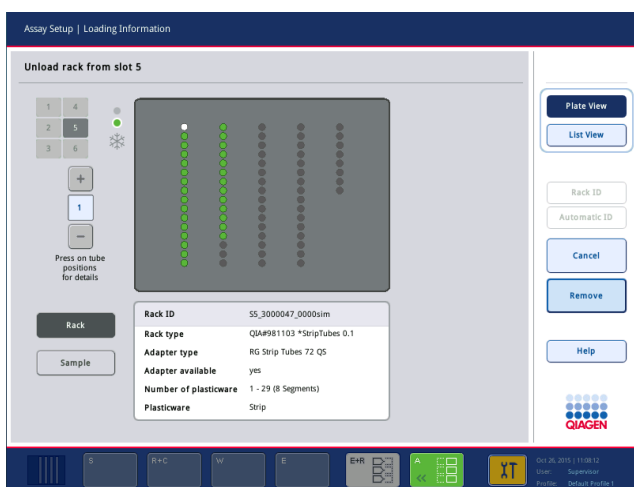 Assay Setup | Loading Information
Unload rack from slot 5
1 4
2 5
3 6
+
1
−
Press on tube
positions
for details
Rack
Sample
Rack ID S5_3000047_0000sim
Rack type QIA#981103 *StripTubes 0.1
Adapter type RG Strip Tubes 72 QS
Adapter available yes
Number of plasticware 1 - 29 (8 Segments)
Plasticware Strip
Plate View
List View
Rack ID
Automatic ID
Cancel
Remove
Help
QIAGEN
S
R+C
W
E
E+R
A
Oct 26, 2015 | 11:08:12
User: Supervisor
Profile: Default Profile 1